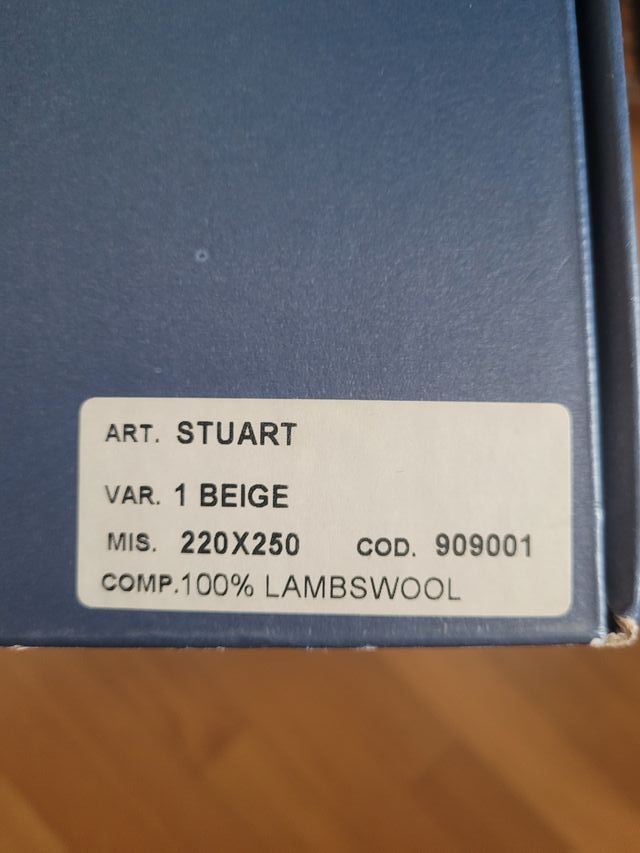 ART. STUART
VAR. 1 BEIGE
MIS. 220X250 COD. 909001
COMP.100% LAMBSWOOL